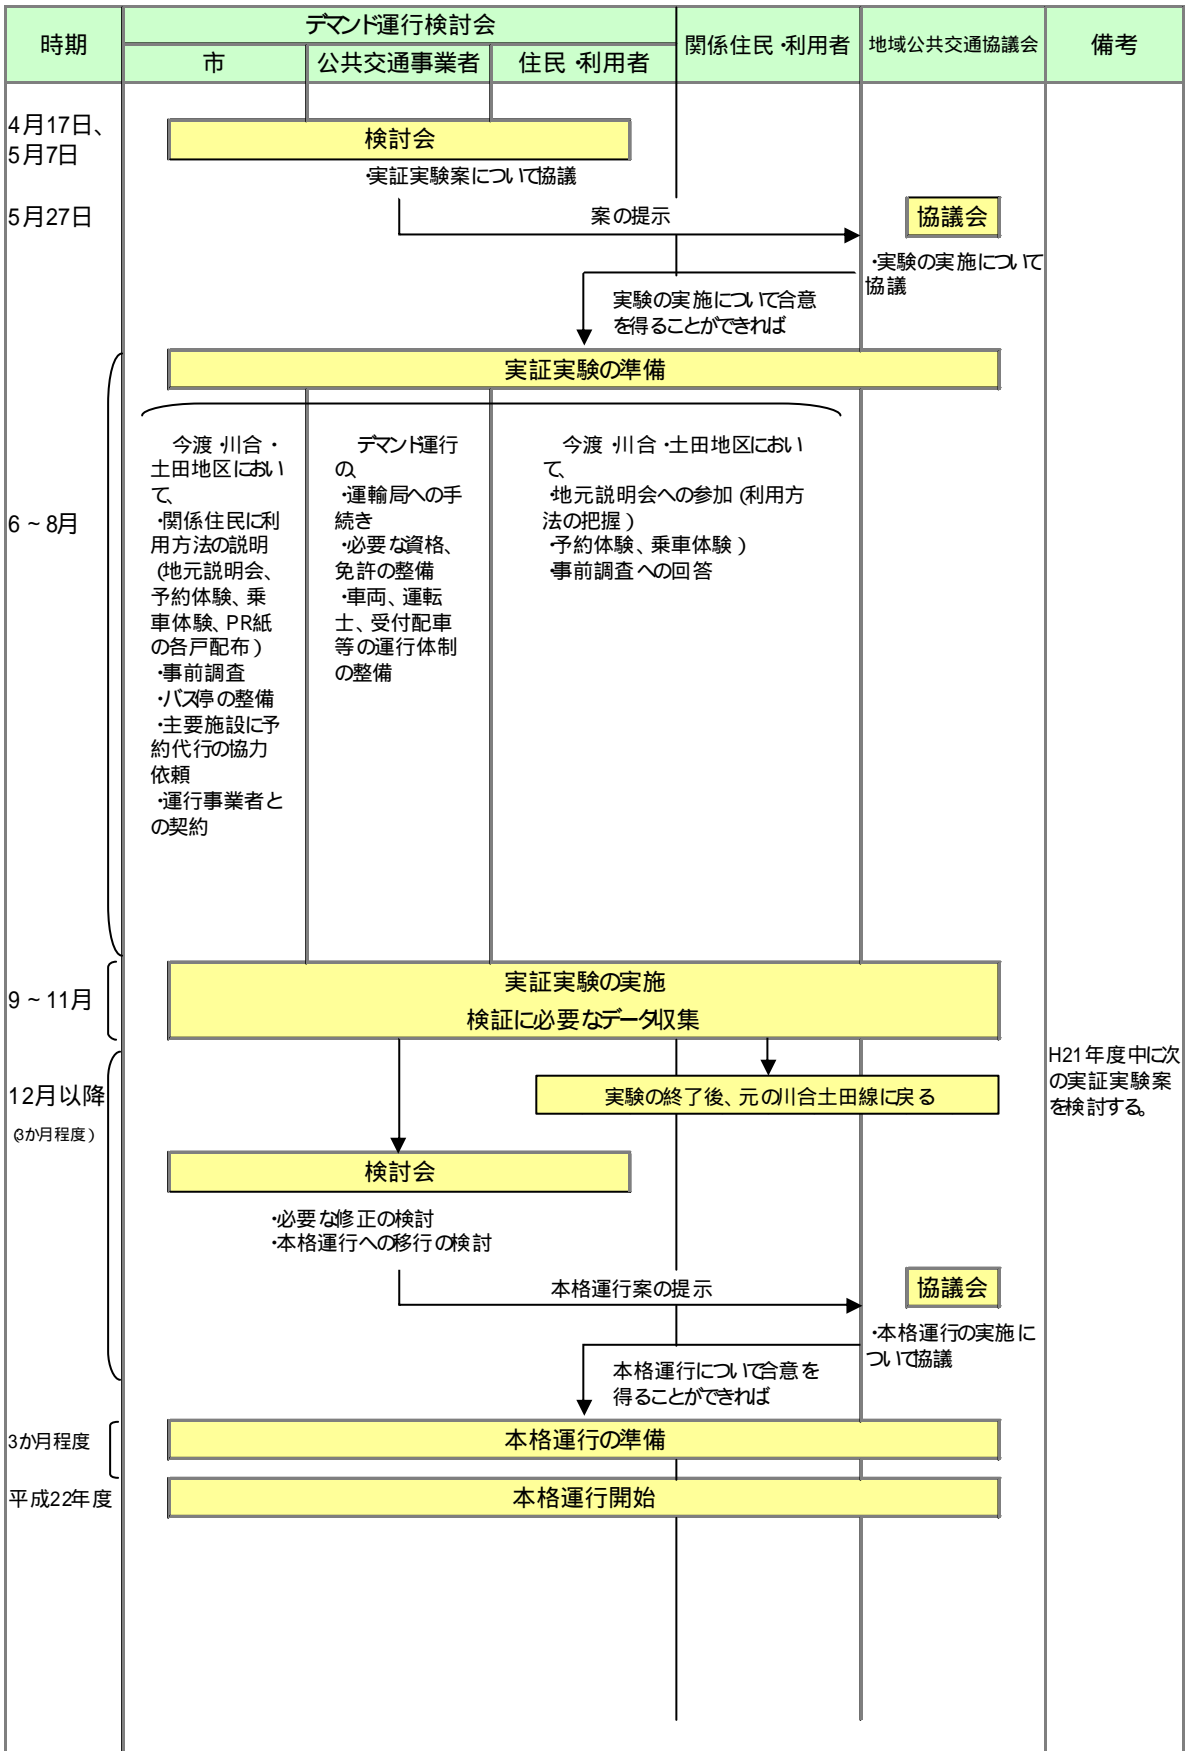 時期
デマンド運行検討会
市
公共交通事業者
住民・利用者
関係住民・利用者
地域公共交通協議会
備考
4月17日、
5月7日
検討会
・実証実験案について協議
5月27日
案の提示
協議会
・実験の実施について
協議
実験の実施について合意
を得ることができれば
実証実験の準備
6～8月
今渡・川合・
土田地区におい
て、
・関係住民に利
用方法の説明
(地元説明会、
予約体験、乗
車体験、PR紙
の各戸配布)
・事前調査
・バス停の整備
・主要施設に予
約代行の協力
依頼
・運行事業者と
の契約
デマンド運行
の、
・運輸局への手
続き
・必要な資格、
免許の整備
・車両、運転
士、受付配車
等の運行体制
の整備
今渡・川合・土田地区におい
て、
・地元説明会への参加(利用方
法の把握)
・予約体験、乗車体験)
・事前調査への回答
9～11月
実証実験の実施
検証に必要なデータ収集
12月以降
(3か月程度)
実験の終了後、元の川合土田線に戻る
H21年度中に次
の実証実験案
を検討する。
検討会
・必要な修正の検討
・本格運行への移行の検討
本格運行案の提示
協議会
・本格運行の実施に
ついて協議
本格運行について合意を
得ることができれば
3か月程度
本格運行の準備
平成22年度
本格運行開始